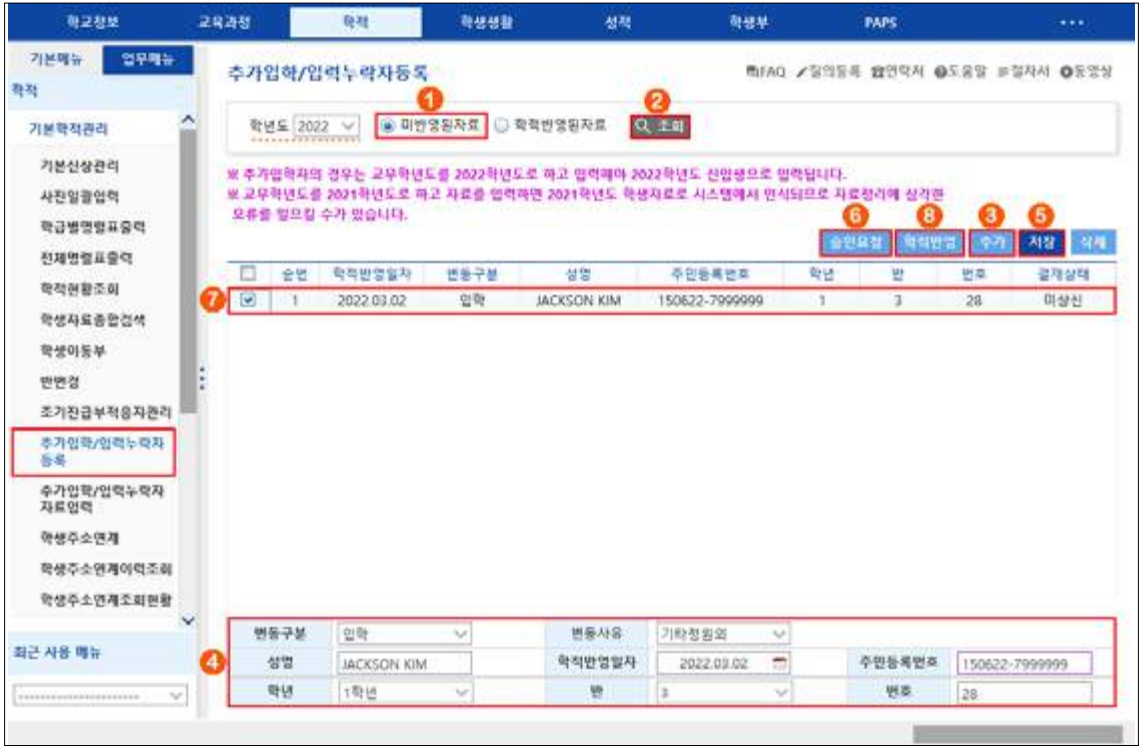 학교정보 교육과정 학적 학생생활 성적 학생부 PAPS ···
기본메뉴 업무메뉴
학적
기본학적관리
기본신상관리
사진일괄입력
학급별명렬표출력
전체명렬표출력
학적현황조회
학생자료종합검색
학생이동부
반변경
조기진급부적응자관리
추가입학/입력누락자
등록
추가입학/입력누락자
자료입력
학생주소연계
학생주소연계이력조회
학생주소연계조회현황
최근 사용 메뉴
추가입학/입력누락자등록
FAQ 질의등록 연락처 도움말 절차서 동영상
1 2
학년도 2022 미반영된자료 학적반영된자료 조회
※ 추가입학자의 경우는 교무학년도를 2022학년도로 하고 입력해야 2022학년도 신입생으로 입력됩니다.
※ 교무학년도를 2021학년도로 하고 자료를 입력하면 2021학년도 학생자료로 시스템에서 인식되므로 자료정리에 심각한
오류를 일으킬 수가 있습니다.
6 8 3 5
승인요청 학적반영 추가 저장 삭제
순번 학적반영일자 변동구분 성명 주민등록번호 학년 반 번호 결재상태
7 1 2022.03.02 입학 JACKSON KIM 150622-7999999 1 3 28 미상신
변동구분 입학 변동사유 기타정원외
4 성명 JACKSON KIM 학적반영일자 2022.03.02 주민등록번호 150622-7999999
학년 1학년 반 3 번호 28